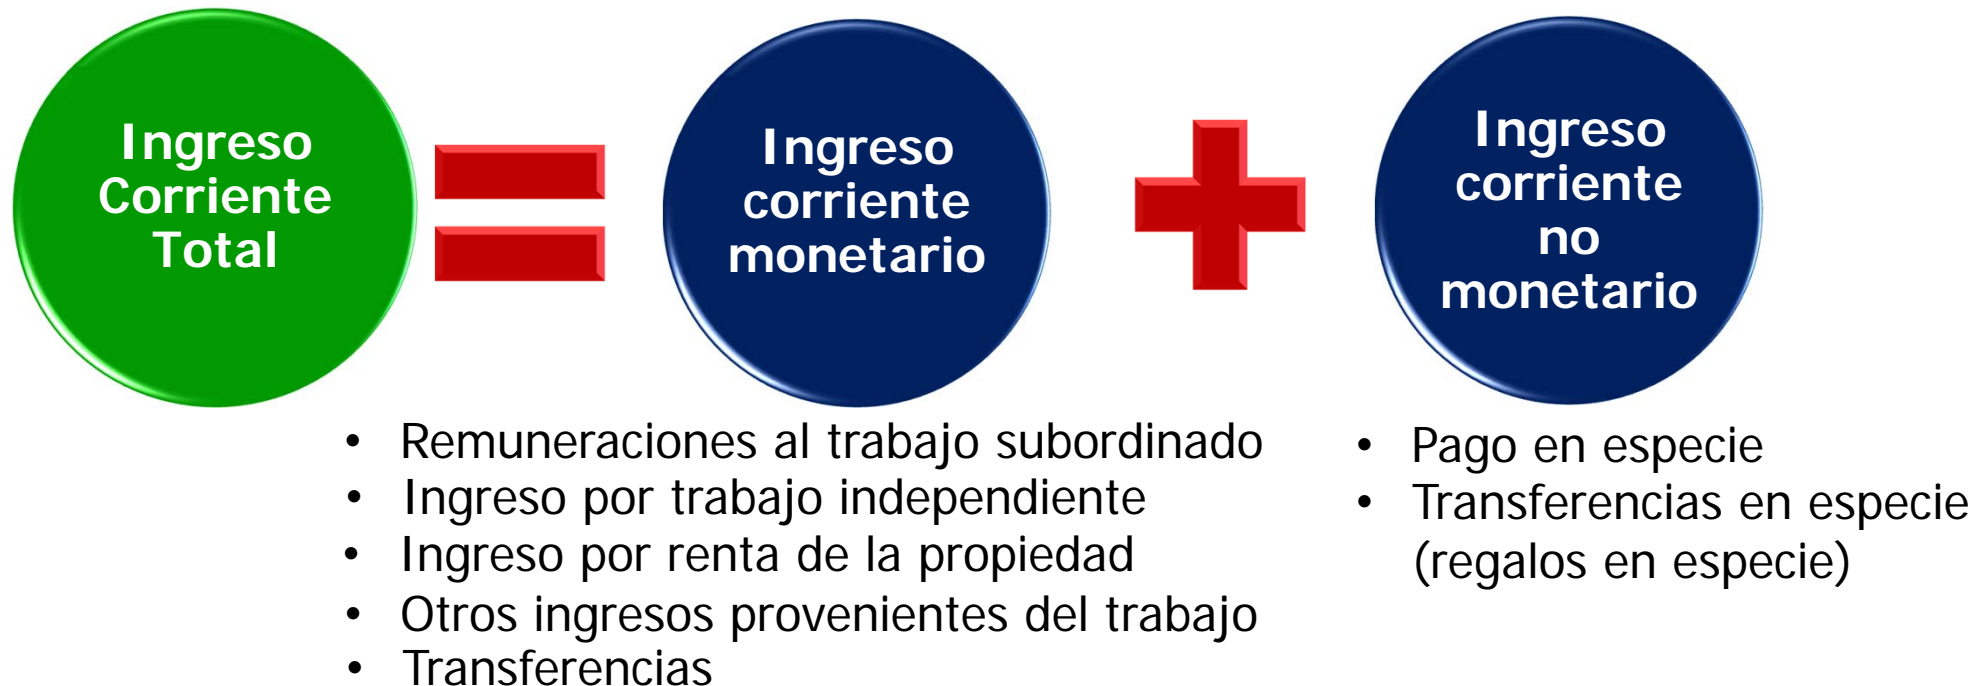 Ingreso
Corriente
Total
Ingreso
corriente
monetario
Ingreso
corriente
no
monetario
• Remuneraciones al trabajo subordinado
• Ingreso por trabajo independiente
• Ingreso por renta de la propiedad
• Otros ingresos provenientes del trabajo
• Transferencias
• Pago en especie
• Transferencias en especie
(regalos en especie)